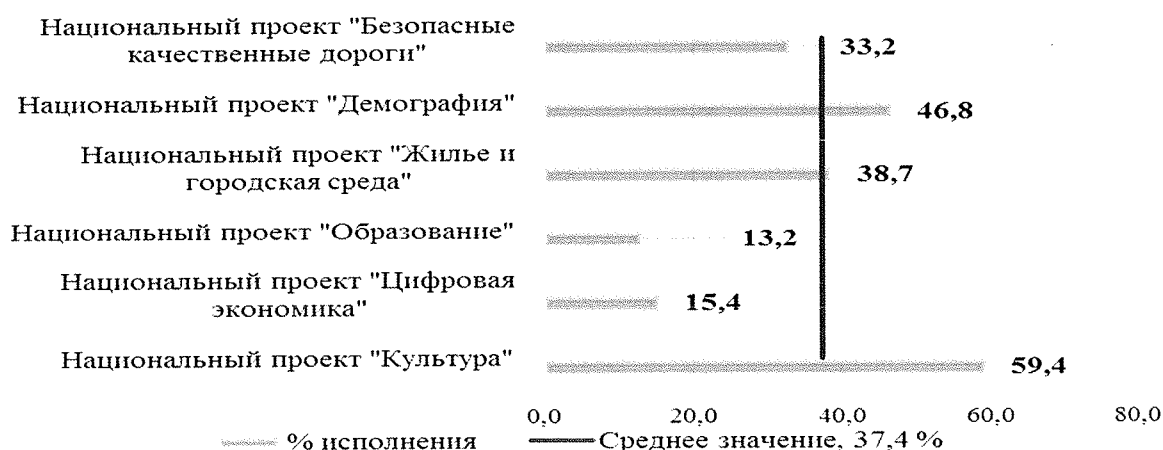 Национальный проект "Безопасные
качественные дороги"
33,2
Национальный проект "Демография"
46,8
Национальный проект "Жилье и
городская среда"
38,7
Национальный проект "Образование"
13,2
Национальный проект "Цифровая
экономика"
15,4
Национальный проект "Культура"
59,4
0,0 20,0 40,0 60,0 80,0
% исполнения Среднее значение, 37,4 %